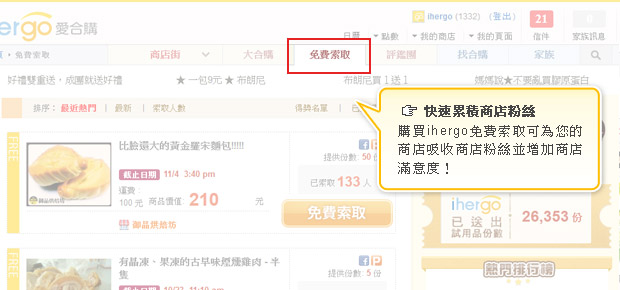 ihergo 愛合購
ihergo (1332) (登出)
21
信件
家族訊息
日 ▾點數 ▾我的商店 ▾我的頁面
• 免費索取
商店街 大合購 免費索取 評鑑團 找合購 家族
好禮雙重送，成團就送好禮 ★ 一包9元 ★ 布朗尼 布朗尼買1送1 媽媽說★不要亂買膠原蛋白
排序： 最近熱門 | 最新 | 索取人數 得獎名單
快速累積商店粉絲
購買ihergo免費索取可為您的
商店吸收商店粉絲並增加商店
滿意度！
FREE
比臉還大的黃金羅宋麵包!!!!!
截止日期 11/4 3:40 pm
運費：
100 元 商品價值: 210 元
御品烘焙坊
提供份數: 50 份
已索取 133 人
免費索取
ihergo
已送出
試用品份數
26,353 份
熱門排行榜
FREE
有晶凍、果凍的古早味煙燻雞肉 - 半
隻
提供份數: 5 份